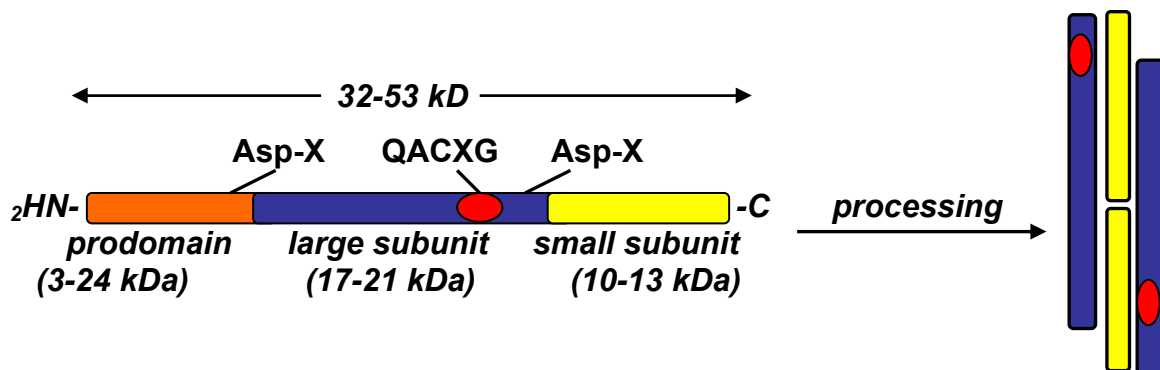 32-53 kD
Asp-X QACXG Asp-X
₂HN- -C
processing
prodomain large subunit small subunit
(3-24 kDa) (17-21 kDa) (10-13 kDa)